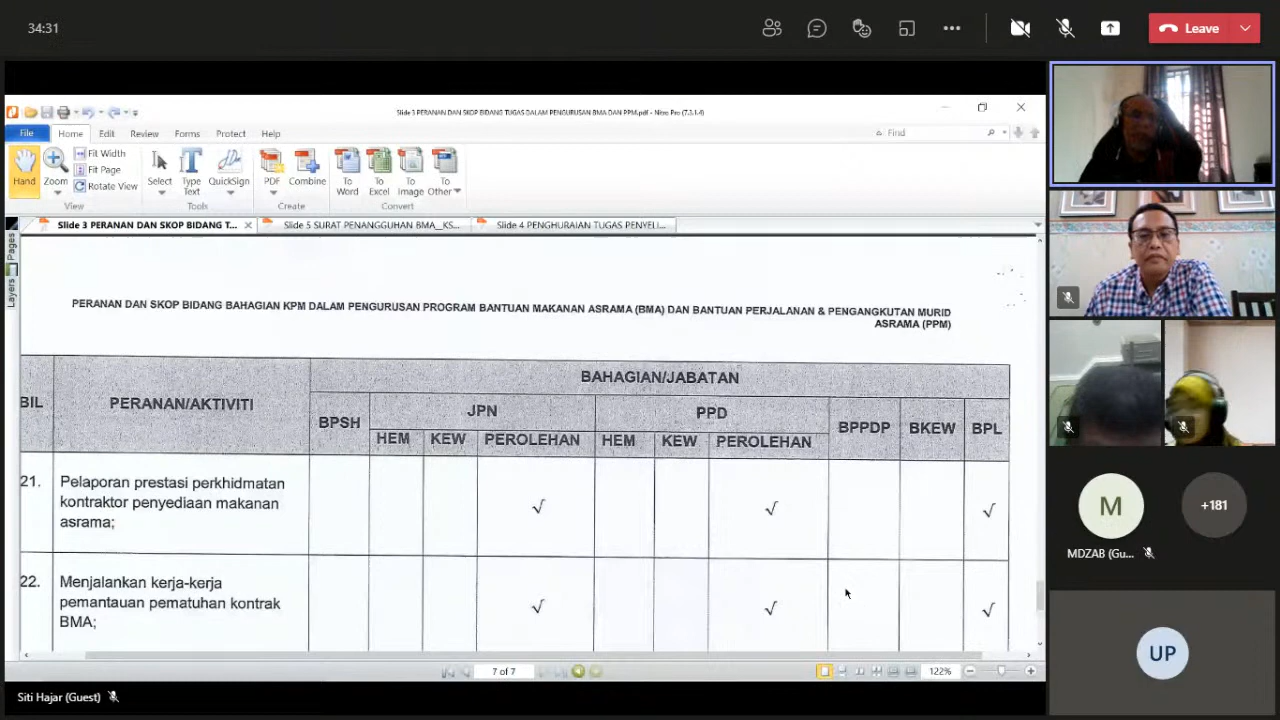 34:31
Leave
Slide 3 PERANAN DAN SKOP BIDANG TUGAS DALAM PENGURUSAN BMA DAN PPM.pdf - Nitro Pro (7.3.1.4)
File Home Edit Review Forms Protect Help
Find
Hand
Zoom
Fit Width
Fit Page
Rotate View
View
Select
Type Text
QuickSign
Tools
PDF
Combine
Create
To Word
To Excel
To Image
To Other
Convert
Slide 3 PERANAN DAN SKOP BIDANG T...
Slide 5 SURAT PENANGGUHAN BMA_KS...
Slide 4 PENGHURAIAN TUGAS PENYELI...
Pages
Layers
PERANAN DAN SKOP BIDANG BAHAGIAN KPM DALAM PENGURUSAN PROGRAM BANTUAN MAKANAN ASRAMA (BMA) DAN BANTUAN PERJALANAN & PENGANGKUTAN MURID
ASRAMA (PPM)
BIL PERANAN/AKTIVITI BAHAGIAN/JABATAN
BPSH JPN PPD BPPDP BKEW BPL
HEM KEW PEROLEHAN HEM KEW PEROLEHAN
21. Pelaporan prestasi perkhidmatan
kontraktor penyediaan makanan
asrama;
√ √ √
22. Menjalankan kerja-kerja
pemantauan pematuhan kontrak
BMA;
√ √ √
7 of 7
122%
Siti Hajar (Guest)
M
MDZAB (Gu...
+181
UP